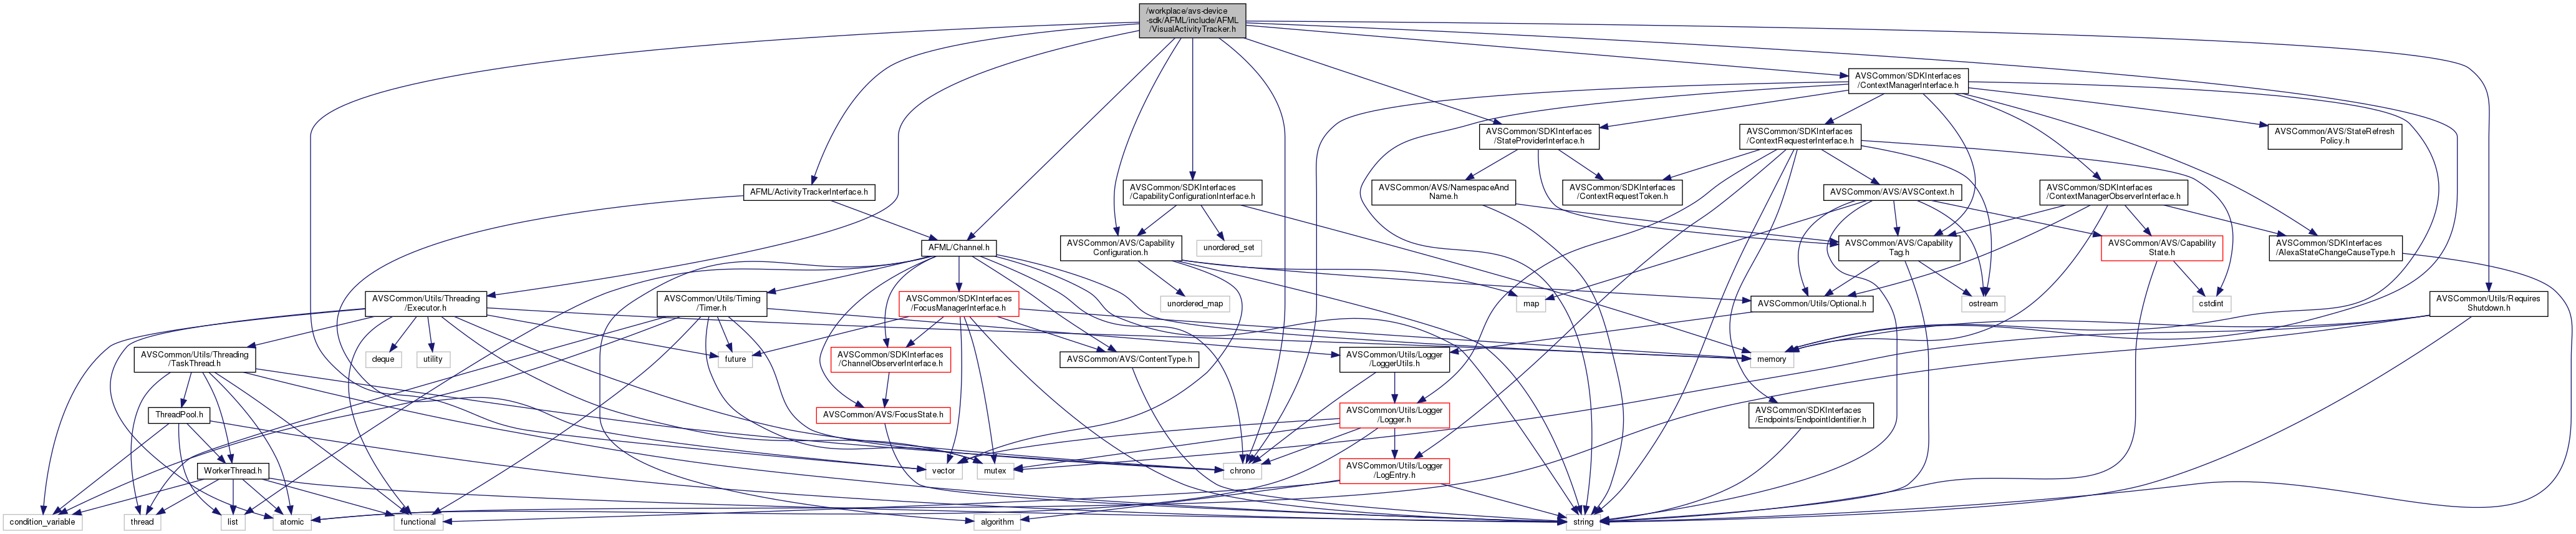 /workplace/avs-device
-sdk/AFML/include/AFML
/VisualActivityTracker.h
AVSCommon/SDKInterfaces
/ContextManagerInterface.h
AVSCommon/SDKInterfaces
/StateProviderInterface.h
AVSCommon/SDKInterfaces
/ContextRequesterInterface.h
AVSCommon/AVS/StateRefresh
Policy.h
AFML/ActivityTrackerInterface.h
AVSCommon/SDKInterfaces
/CapabilityConfigurationInterface.h
AVSCommon/AVS/NamespaceAnd
Name.h
AVSCommon/SDKInterfaces
/ContextRequestToken.h
AVSCommon/AVS/AVSContext.h
AVSCommon/SDKInterfaces
/ContextManagerObserverInterface.h
AFML/Channel.h
AVSCommon/AVS/Capability
Configuration.h
unordered_set
AVSCommon/AVS/Capability
Tag.h
AVSCommon/AVS/Capability
State.h
AVSCommon/SDKInterfaces
/AlexaStateChangeCauseType.h
AVSCommon/Utils/Threading
/Executor.h
AVSCommon/Utils/Timing
/Timer.h
AVSCommon/SDKInterfaces
/FocusManagerInterface.h
unordered_map
map
AVSCommon/Utils/Optional.h
ostream
cstdint
AVSCommon/Utils/Requires
Shutdown.h
AVSCommon/Utils/Threading
/TaskThread.h
deque
utility
future
AVSCommon/SDKInterfaces
/ChannelObserverInterface.h
AVSCommon/AVS/ContentType.h
AVSCommon/Utils/Logger
/LoggerUtils.h
memory
ThreadPool.h
AVSCommon/AVS/FocusState.h
AVSCommon/Utils/Logger
/Logger.h
AVSCommon/SDKInterfaces
/Endpoints/EndpointIdentifier.h
WorkerThread.h
vector
mutex
chrono
AVSCommon/Utils/Logger
/LogEntry.h
condition_variable
thread
list
atomic
functional
algorithm
string